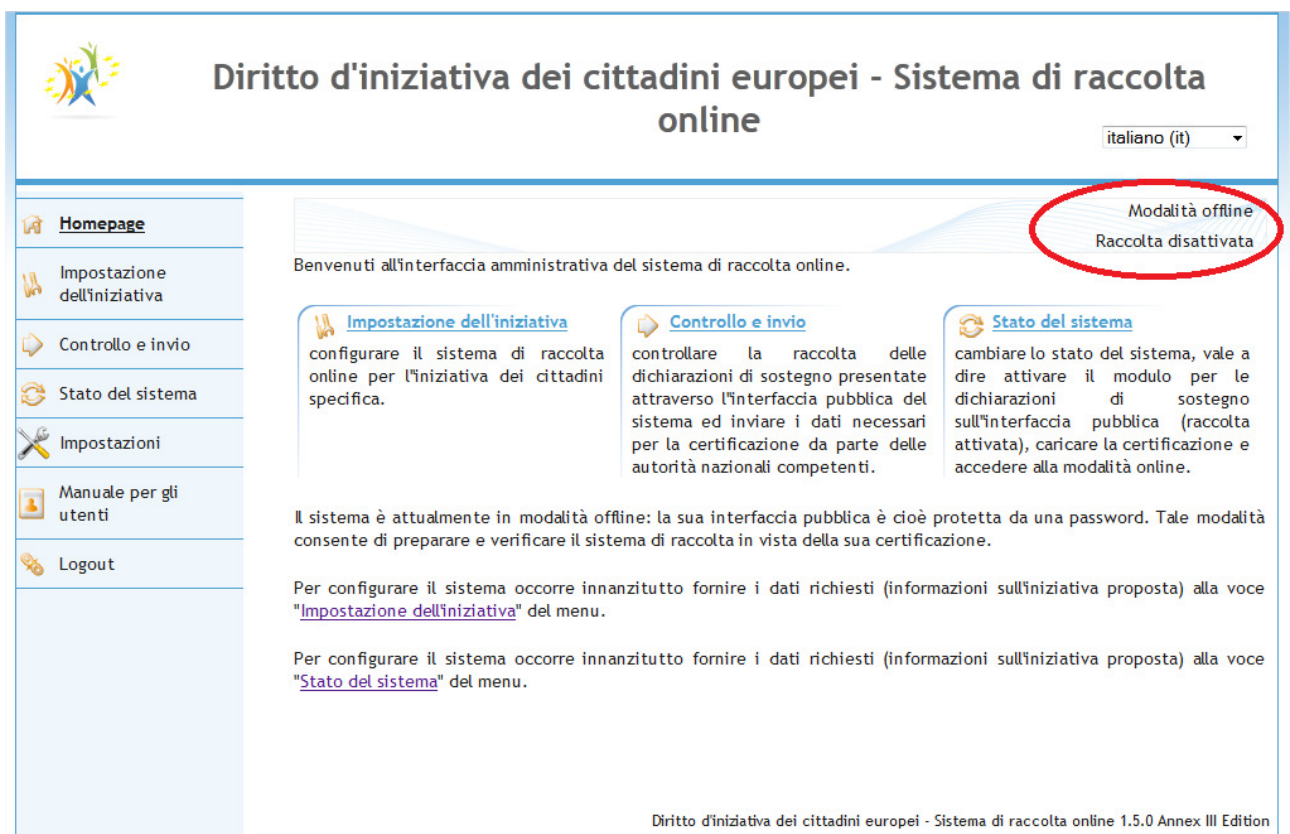 Diritto d'iniziativa dei cittadini europei - Sistema di raccolta
online
italiano (it)
Homepage
Impostazione
dell'iniziativa
Controllo e invio
Stato del sistema
Impostazioni
Manuale per gli
utenti
Logout
Modalità offline
Raccolta disattivata
Benvenuti all'interfaccia amministrativa del sistema di raccolta online.
Impostazione dell'iniziativa
configurare il sistema di raccolta
online per l'iniziativa dei cittadini
specifica.
Controllo e invio
controllare la raccolta delle
dichiarazioni di sostegno presentate
attraverso l'interfaccia pubblica del
sistema ed inviare i dati necessari
per la certificazione da parte delle
autorità nazionali competenti.
Stato del sistema
cambiare lo stato del sistema, vale a
dire attivare il modulo per le
dichiarazioni di sostegno
sull'interfaccia pubblica (raccolta
attivata), caricare la certificazione e
accedere alla modalità online.
Il sistema è attualmente in modalità offline: la sua interfaccia pubblica è cioè protetta da una password. Tale modalità
consente di preparare e verificare il sistema di raccolta in vista della sua certificazione.
Per configurare il sistema occorre innanzitutto fornire i dati richiesti (informazioni sull'iniziativa proposta) alla voce
"Impostazione dell'iniziativa" del menu.
Per configurare il sistema occorre innanzitutto fornire i dati richiesti (informazioni sull'iniziativa proposta) alla voce
"Stato del sistema" del menu.
Diritto d'iniziativa dei cittadini europei - Sistema di raccolta online 1.5.0 Annex III Edition